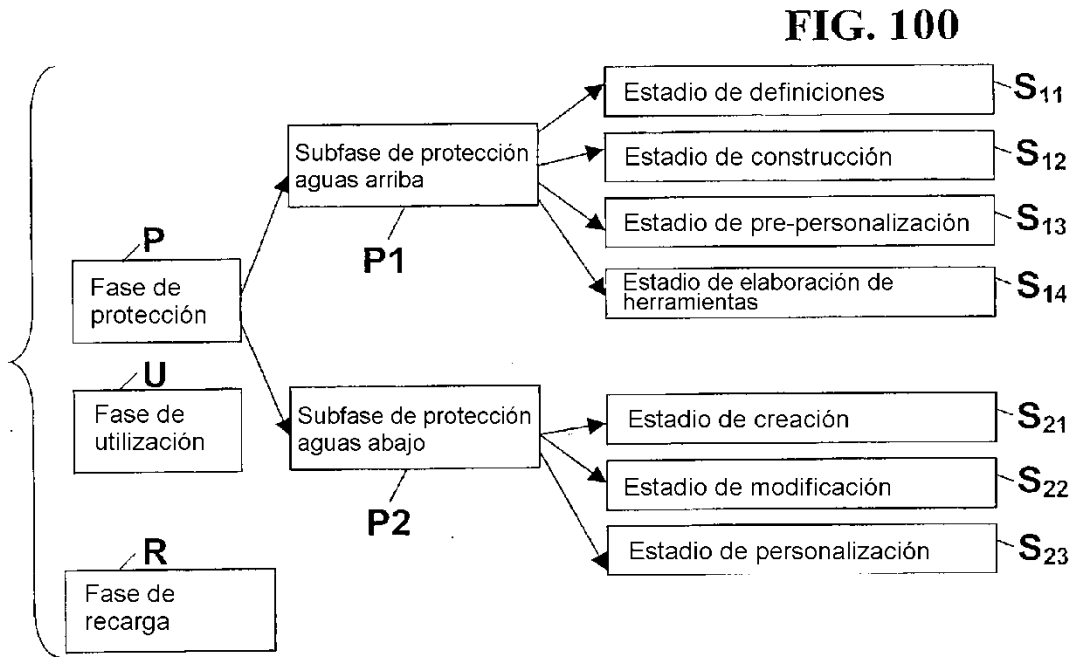 FIG. 100
P
Fase de
protección
U
Fase de
utilización
R
Fase de
recarga
Subfase de protección
aguas arriba
P1
Subfase de protección
aguas abajo
P2
Estadio de definiciones
S11
Estadio de construcción
S12
Estadio de pre-personalización
S13
Estadio de elaboración de
herramientas
S14
Estadio de creación
S21
Estadio de modificación
S22
Estadio de personalización
S23